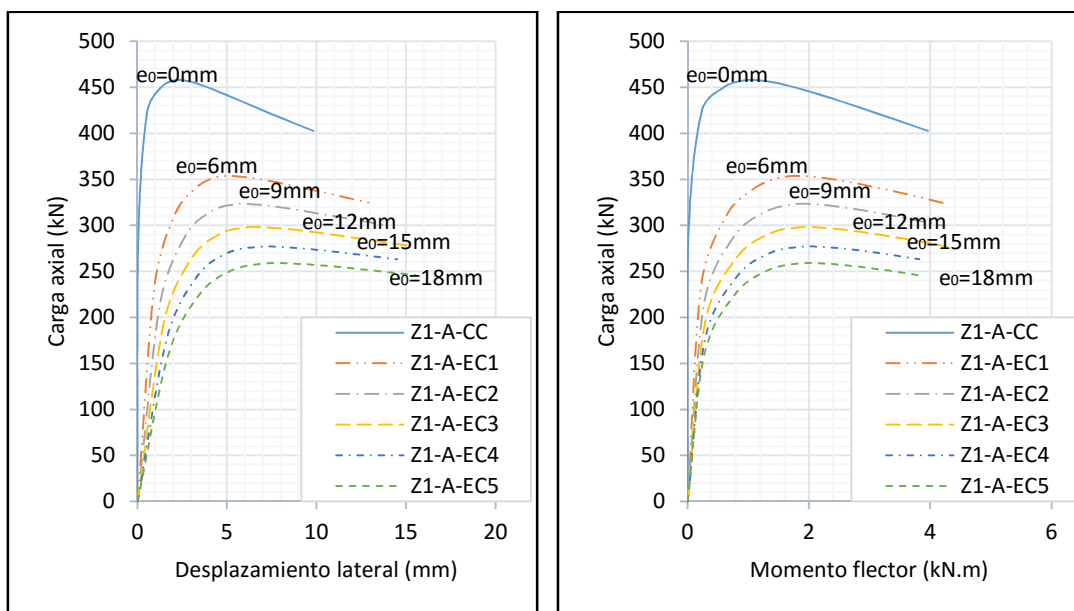 500
450
400
350
300
250
200
150
100
50
0
Carga axial (kN)
e₀=0mm
e₀=6mm
e₀=9mm
e₀=12mm
e₀=15mm
e₀=18mm
Z1-A-CC
Z1-A-EC1
Z1-A-EC2
Z1-A-EC3
Z1-A-EC4
Z1-A-EC5
0 5 10 15 20
Desplazamiento lateral (mm)
500
450
400
350
300
250
200
150
100
50
0
Carga axial (kN)
e₀=0mm
e₀=6mm
e₀=9mm
e₀=12mm
e₀=15mm
e₀=18mm
Z1-A-CC
Z1-A-EC1
Z1-A-EC2
Z1-A-EC3
Z1-A-EC4
Z1-A-EC5
0 2 4 6
Momento flector (kN.m)